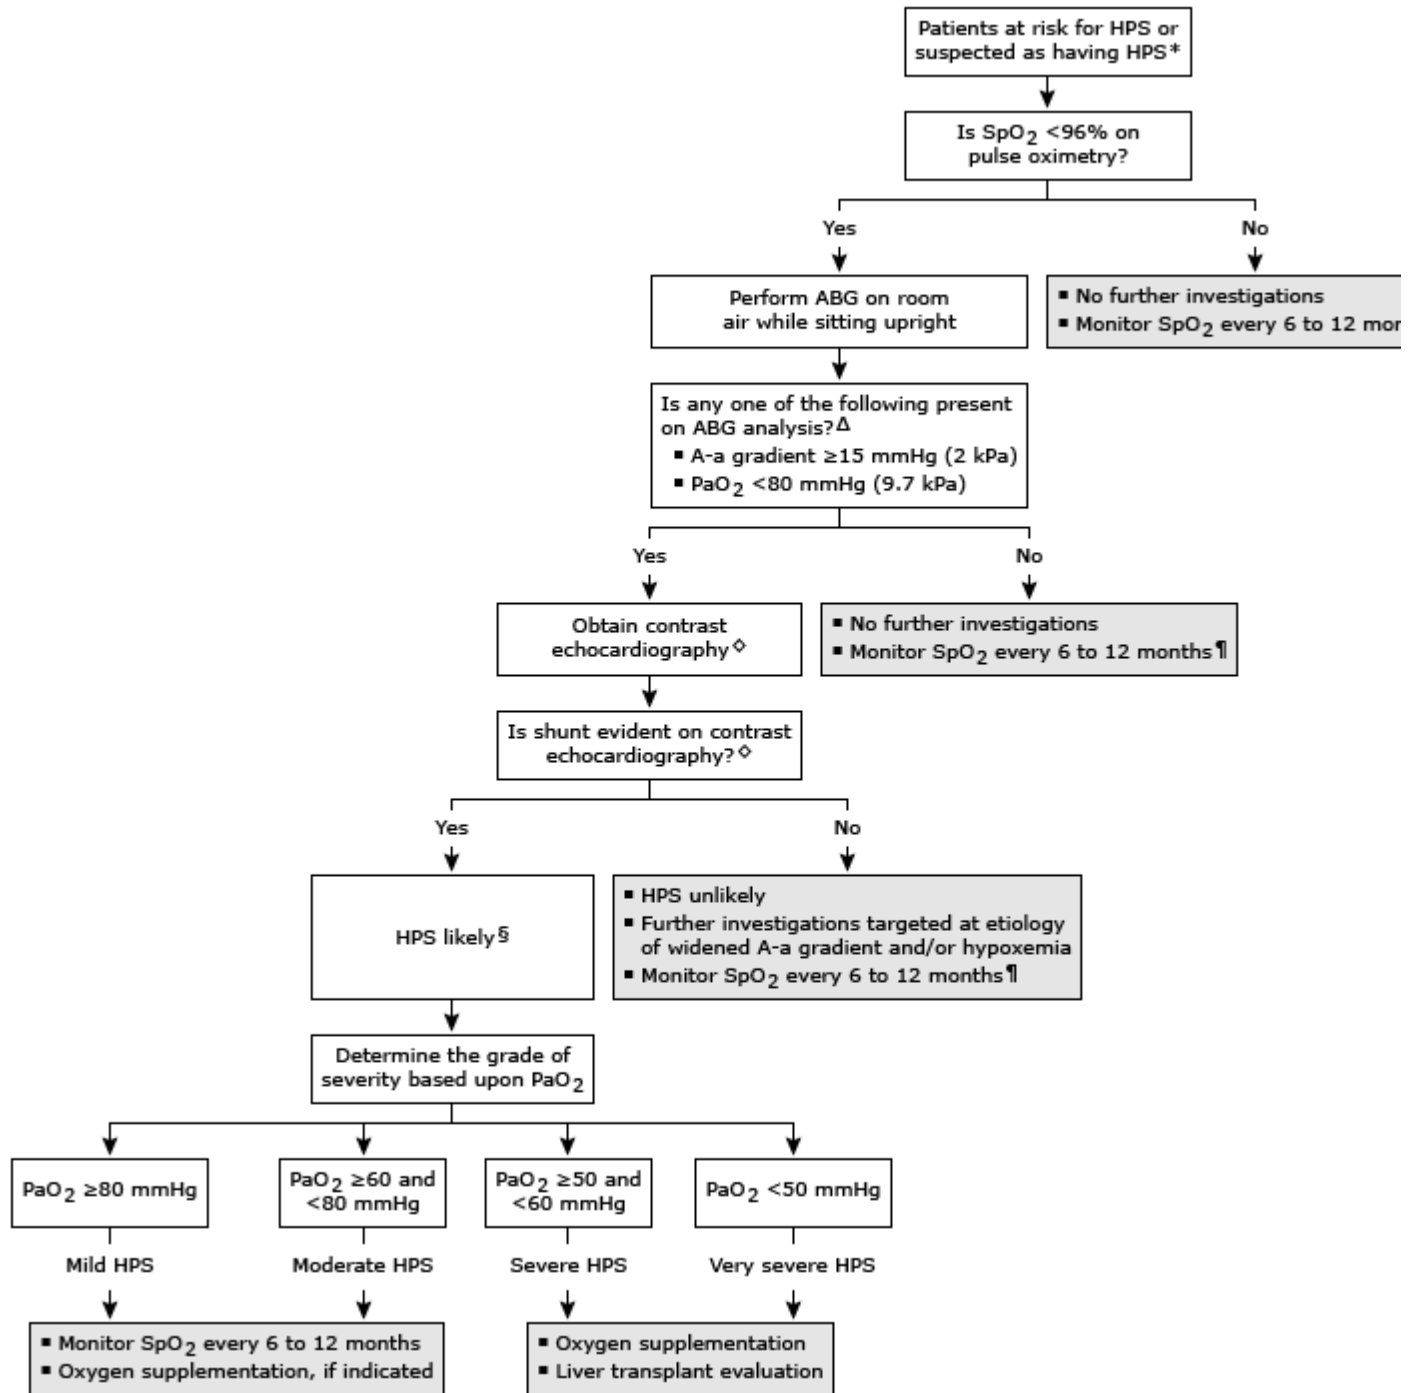 Patients at risk for HPS or
suspected as having HPS*
Is SpO2 <96% on
pulse oximetry?
Yes
No
Perform ABG on room
air while sitting upright
▪ No further investigations
▪ Monitor SpO2 every 6 to 12
Is any one of the following present
on ABG analysis?Δ
▪ A-a gradient ≥15 mmHg (2 kPa)
▪ PaO2 <80 mmHg (9.7 kPa)
Yes
No
Obtain contrast
echocardiography◇
▪ No further investigations
▪ Monitor SpO2 every 6 to 12 months¶
Is shunt evident on contrast
echocardiography?◇
Yes
No
HPS likely§
▪ HPS unlikely
▪ Further investigations targeted at etiology
of widened A-a gradient and/or hypoxemia
▪ Monitor SpO2 every 6 to 12 months¶
Determine the grade of
severity based upon PaO2
PaO2 ≥80 mmHg
PaO2 ≥60 and
<80 mmHg
PaO2 ≥50 and
<60 mmHg
PaO2 <50 mmHg
Mild HPS
Moderate HPS
Severe HPS
Very severe HPS
▪ Monitor SpO2 every 6 to 12 months
▪ Oxygen supplementation, if indicated
▪ Oxygen supplementation
▪ Liver transplant evaluation